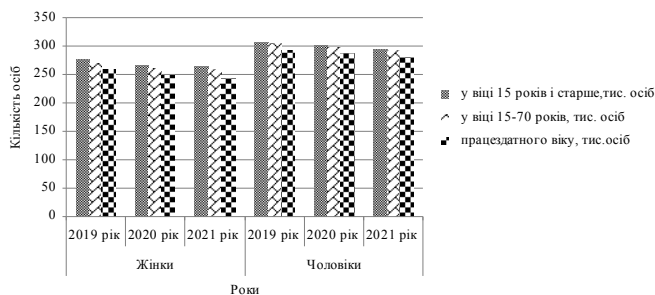 350
300
250
200
150
100
50
0
Кількість осіб
2019 рік 2020 рік 2021 рік 2019 рік 2020 рік 2021 рік
Жінки Чоловіки
Роки
у віці 15 років і старше,тис. осіб
у віці 15-70 років, тис. осіб
працездатного віку, тис.осіб